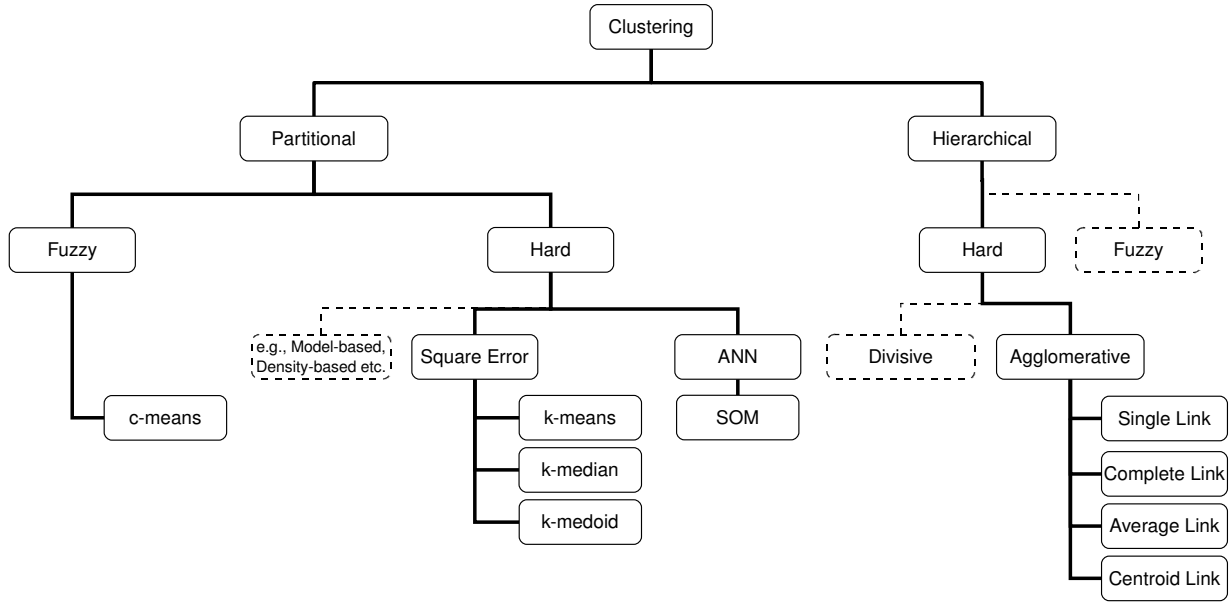 Clustering
Partitional
Hierarchical
Fuzzy
Hard
Hard
Fuzzy
e.g., Model-based,
Density-based etc.
Square Error
ANN
Divisive
Agglomerative
c-means
k-means
SOM
Single Link
k-median
Complete Link
k-medoid
Average Link
Centroid Link